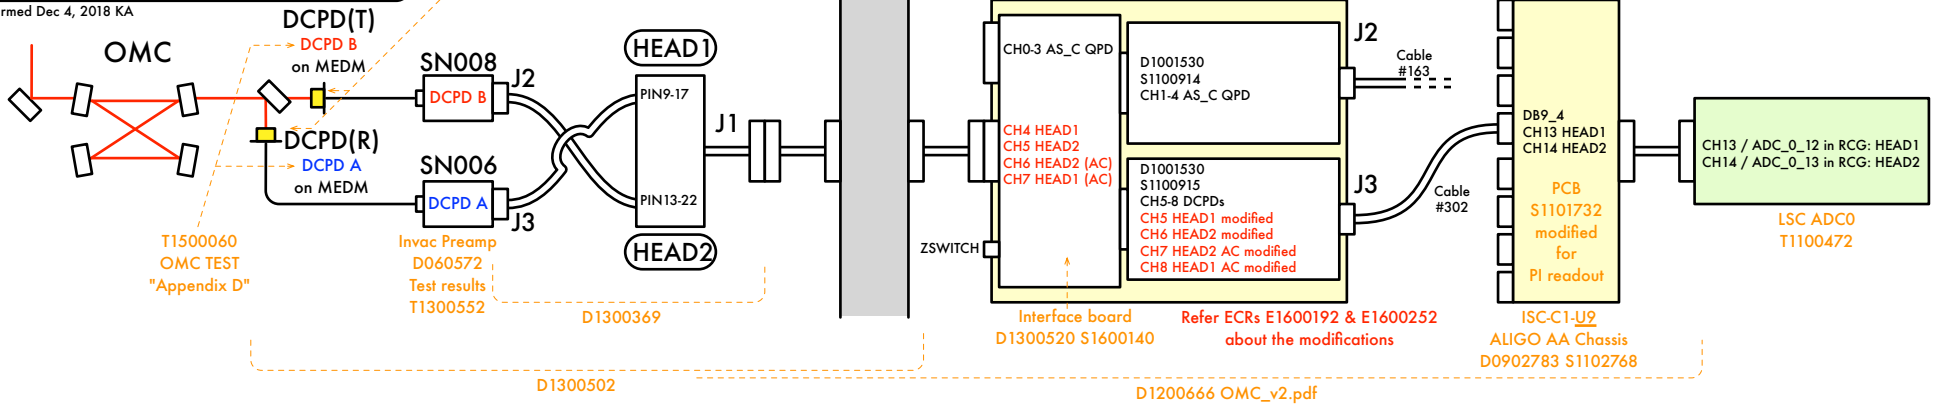 rmed Dec 4, 2018 KA
OMC
DCPD(T)
DCPD B
on MEDM
DCPD(R)
DCPD A
on MEDM
T1500060
OMC TEST
"Appendix D"
SN008
DCPD B
J2
SN006
DCPD A
J3
Invac Preamp
D060572
Test results
T1300552
HEAD1
PIN9-17
PIN13-22
HEAD2
J1
D1300369
D1300502
CH0-3 AS_C QPD
CH4 HEAD1
CH5 HEAD2
CH6 HEAD2 (AC)
CH7 HEAD1 (AC)
ZSWITCH
D1001530
S1100914
CH1-4 AS_C QPD
D1001530
S1100915
CH5-8 DCPDs
CH5 HEAD1 modified
CH6 HEAD2 modified
CH7 HEAD2 AC modified
CH8 HEAD1 AC modified
J2
Cable
#163
J3
Cable
#302
Interface board
D1300520 S1600140
Refer ECRs E1600192 & E1600252
about the modifications
DB9_4
CH13 HEAD1
CH14 HEAD2
PCB
S1101732
modified
for
PI readout
ISC-C1-U9
ALIGO AA Chassis
D0902783 S1102768
CH13 / ADC_0_12 in RCG: HEAD1
CH14 / ADC_0_13 in RCG: HEAD2
LSC ADC0
T1100472
D1200666 OMC_v2.pdf